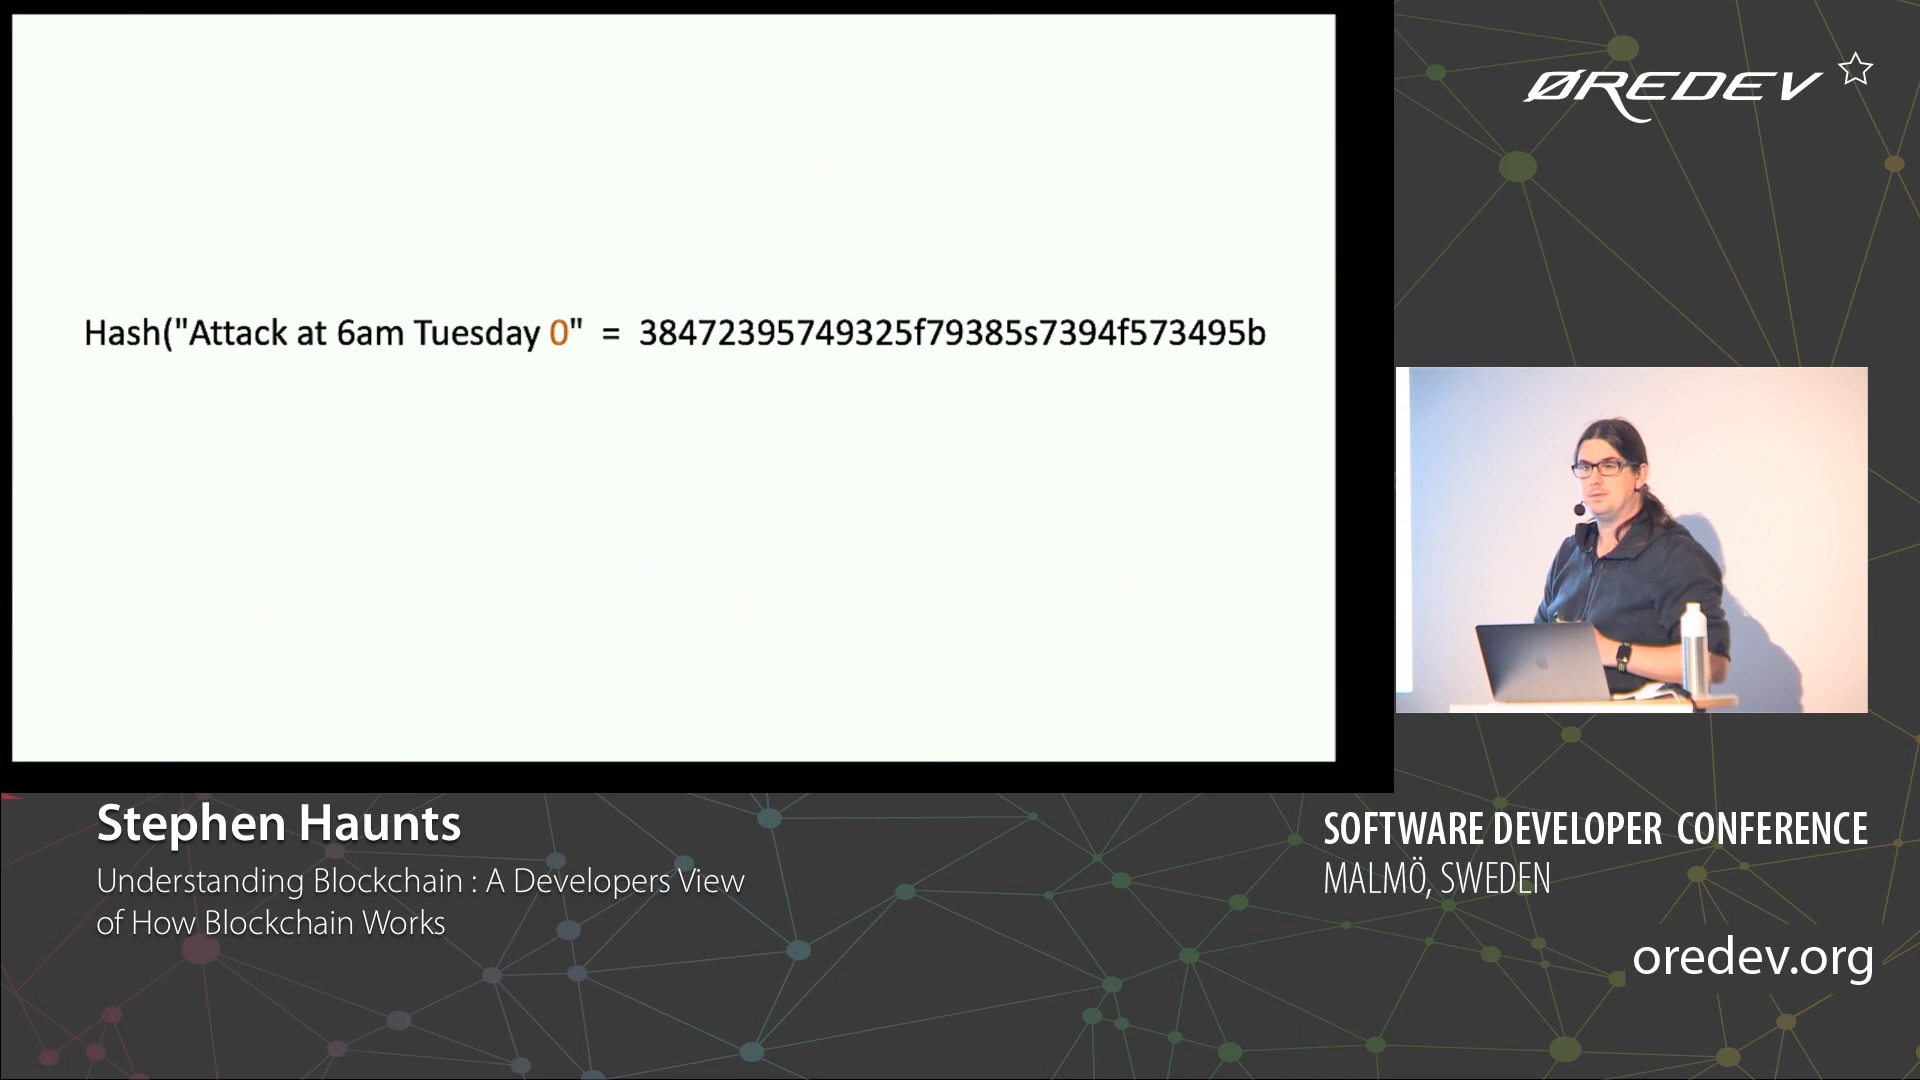 Hash("Attack at 6am Tuesday 0" = 38472395749325f79385s7394f573495b
ØREDEV
Stephen Haunts
Understanding Blockchain : A Developers View
of How Blockchain Works
SOFTWARE DEVELOPER CONFERENCE
MALMÖ, SWEDEN
oredev.org